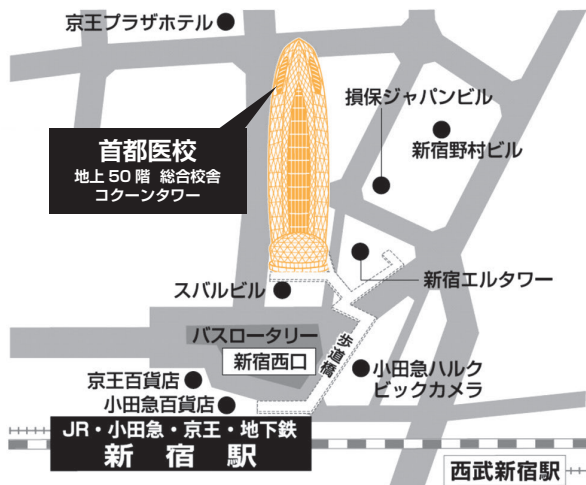 京王プラザホテル
損保ジャパンビル
新宿野村ビル
首都医校
地上50階 総合校舎
コクーンタワー
新宿エルタワー
スバルビル
バスロータリー
新宿西口
歩道橋
小田急ハルク
ビックカメラ
京王百貨店
小田急百貨店
JR・小田急・京王・地下鉄
新宿駅
西武新宿駅